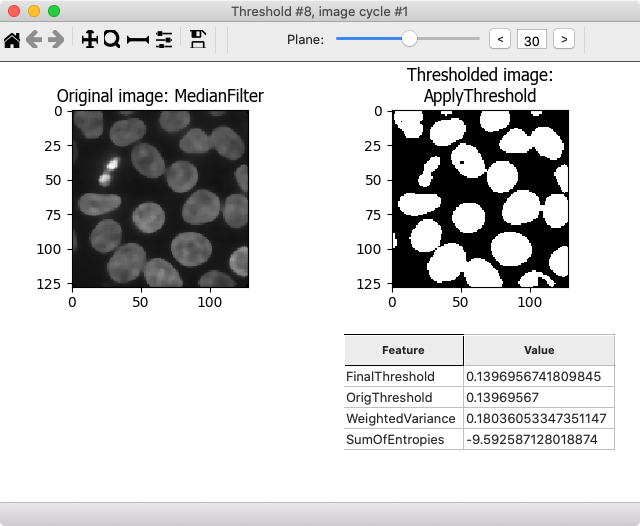 Threshold #8, image cycle #1
Plane: < 30 >
Original image: MedianFilter
0
25
50
75
100
125
0 50 100
Thresholded image:
ApplyThreshold
0
25
50
75
100
125
0 50 100
Feature Value
FinalThreshold 0.1396956741809845
OrigThreshold 0.13969567
WeightedVariance 0.18036053347351147
SumOfEntropies -9.592587128018874